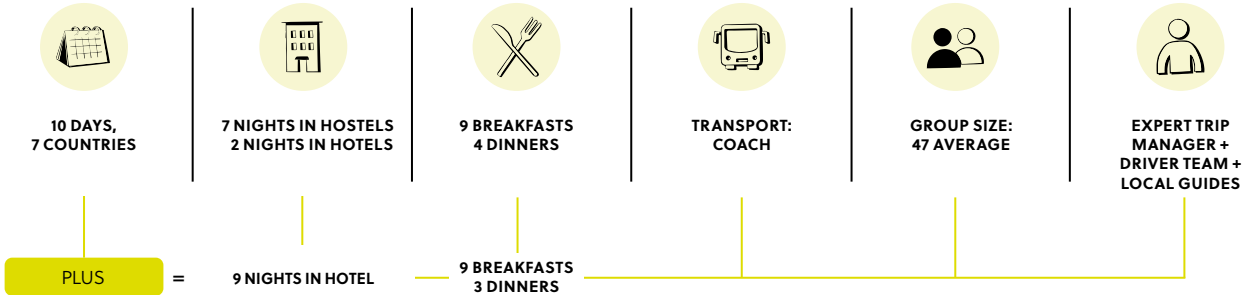 10 DAYS,
7 COUNTRIES
7 NIGHTS IN HOSTELS
2 NIGHTS IN HOTELS
9 BREAKFASTS
4 DINNERS
TRANSPORT:
COACH
GROUP SIZE:
47 AVERAGE
EXPERT TRIP
MANAGER +
DRIVER TEAM +
LOCAL GUIDES
PLUS
=
9 NIGHTS IN HOTEL
9 BREAKFASTS
3 DINNERS